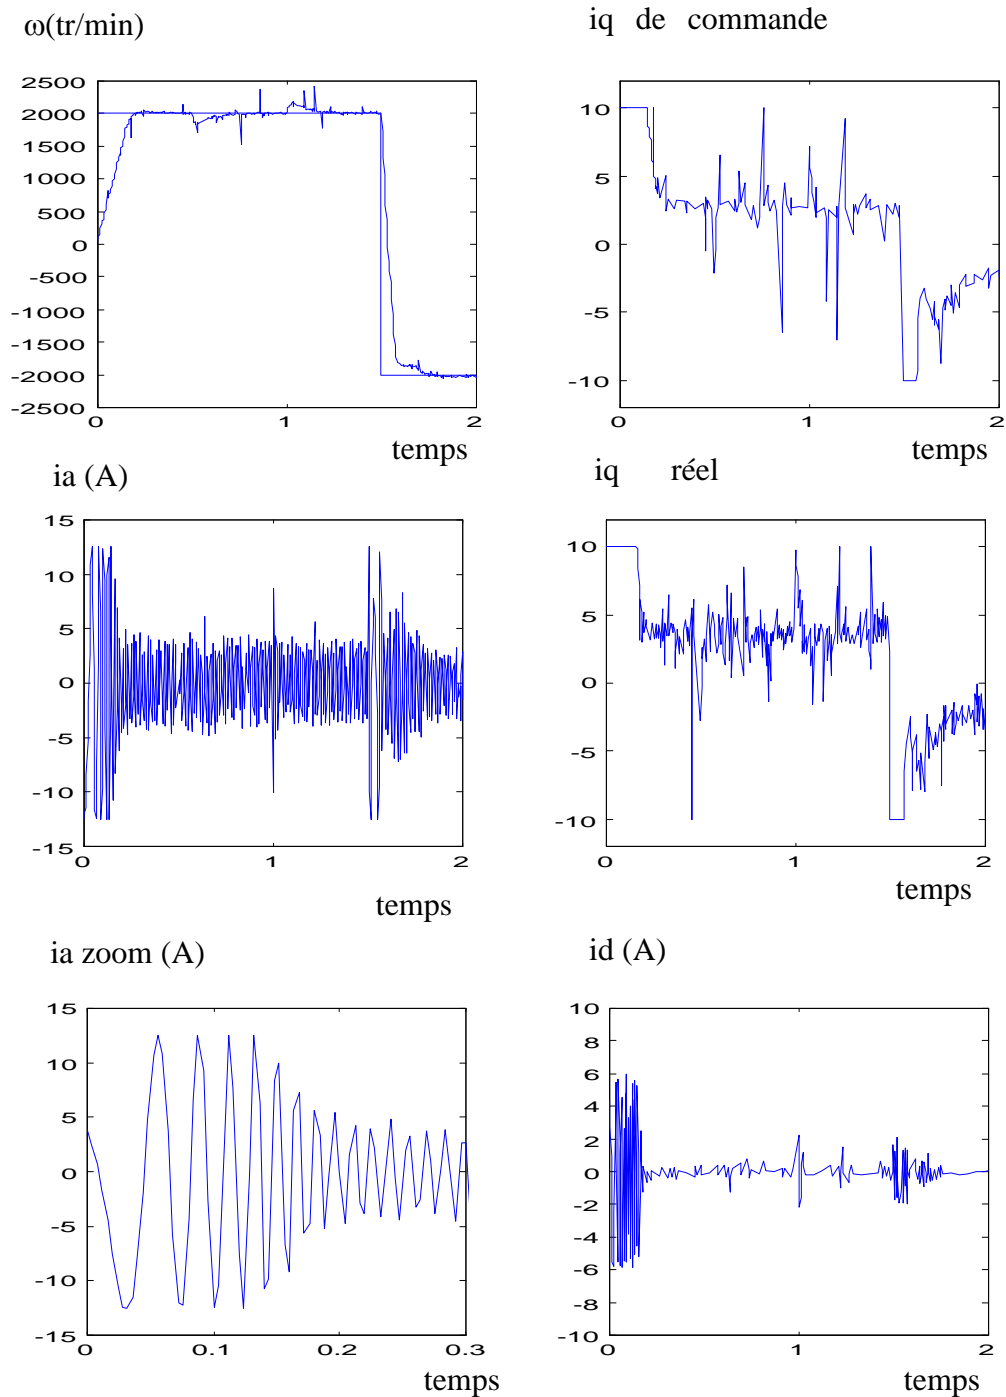 ω(tr/min)
iq de commande
2500
2000
1500
1000
500
0
-500
-1000
-1500
-2000
-2500
0 1 2
temps
10
5
0
-5
-10
0 1 2
temps
ia (A)
iq réel
15
10
5
0
-5
-10
-15
0 1 2
temps
10
5
0
-5
-10
0 1 2
temps
ia zoom (A)
id (A)
15
10
5
0
-5
-10
-15
0 0.1 0.2 0.3
temps
10
8
6
4
2
0
-2
-4
-6
-8
-10
0 1 2
temps